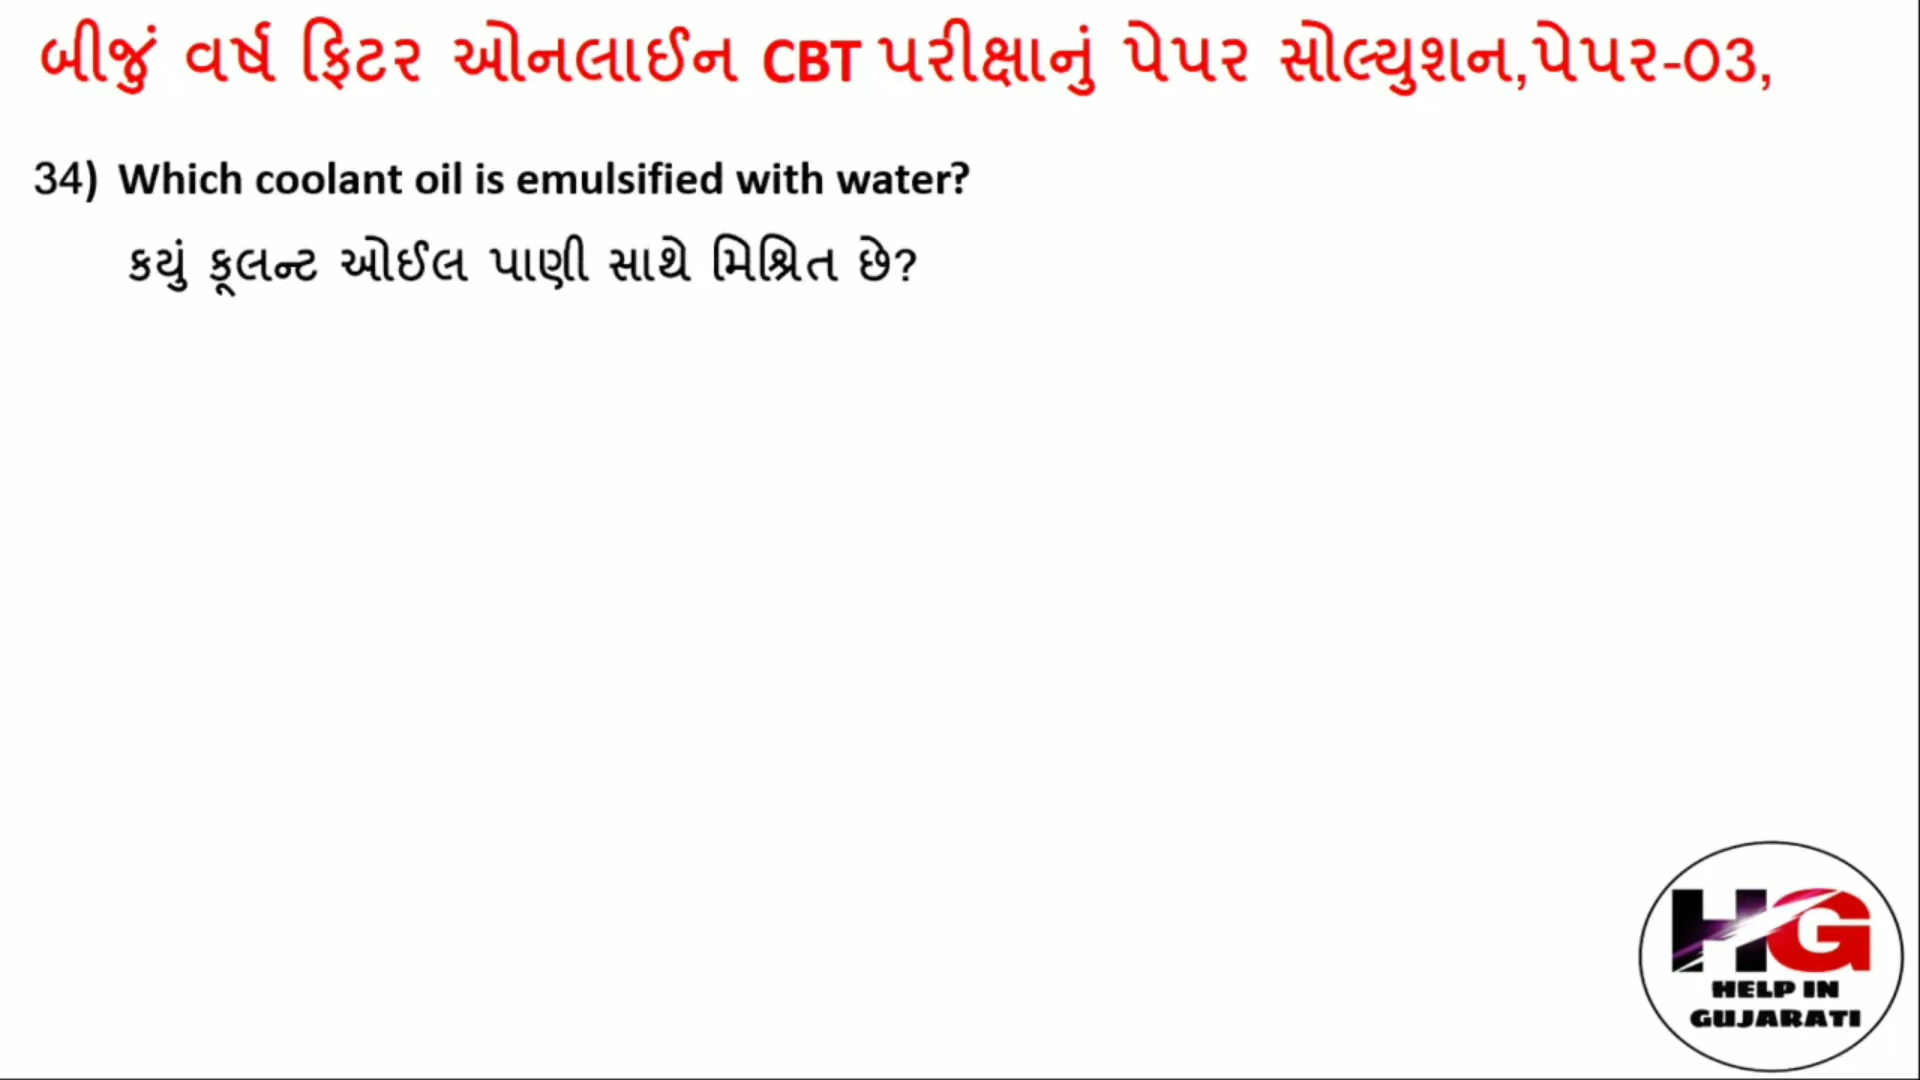 બીજું વર્ષ ફિટર ઓનલાઈન CBT પરીક્ષાનું પેપર સોલ્યુશન,પેપર-03,
34) Which coolant oil is emulsified with water?
કયું કૂલન્ટ ઓઈલ પાણી સાથે મિશ્રિત છે?
HG
HELP IN
GUJARATI